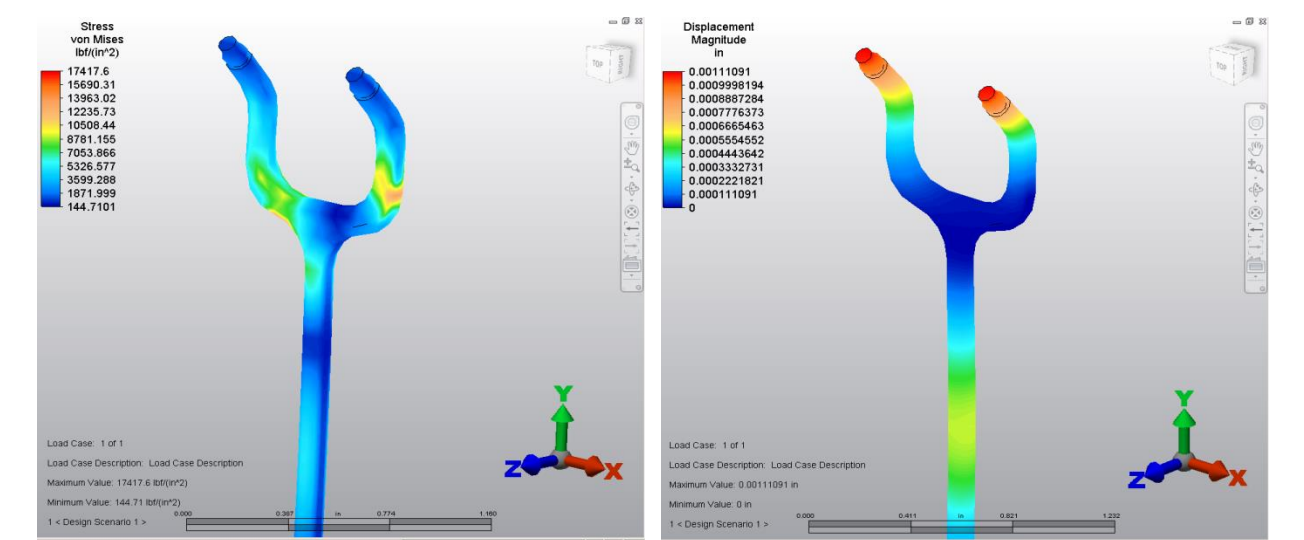 Stress
von Mises
lbf/(in^2)
17417.6
15690.31
13963.02
12235.73
10508.44
8781.155
7053.866
5326.577
3599.288
1871.999
144.7101
TOP
Y
Z
X
Load Case: 1 of 1
Load Case Description: Load Case Description
Maximum Value: 17417.6 lbf/(in^2)
Minimum Value: 144.71 lbf/(in^2)
0.000 0.387 in 0.774 1.160
1 < Design Scenario 1 >
Displacement
Magnitude
in
0.00111091
0.0009998194
0.0008887284
0.0007776373
0.0006665463
0.0005554552
0.0004443642
0.0003332731
0.0002221821
0.000111091
0
TOP
Y
Z
X
Load Case: 1 of 1
Load Case Description: Load Case Description
Maximum Value: 0.00111091 in
Minimum Value: 0 in
0.000 0.411 in 0.821 1.232
1 < Design Scenario 1 >